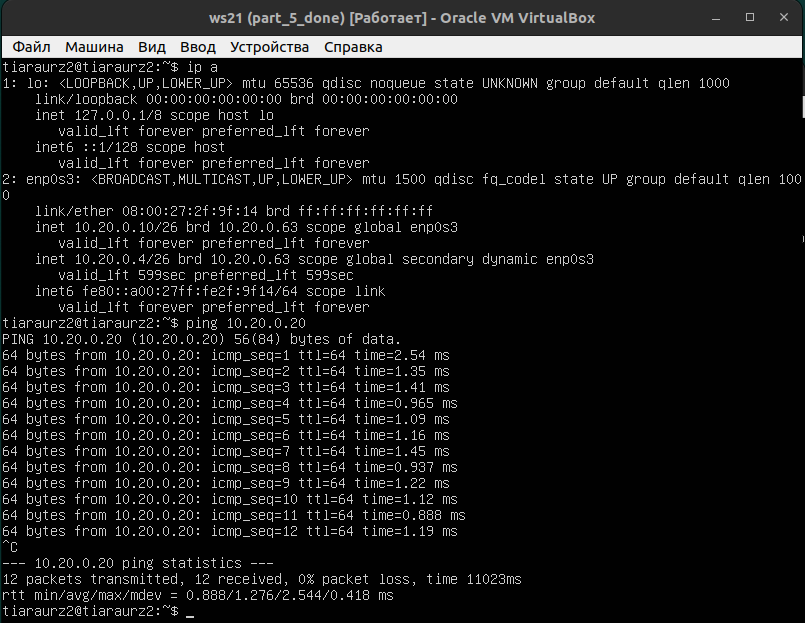 ws21 (part_5_done) [Работает] - Oracle VM VirtualBox
Файл Машина Вид Ввод Устройства Справка
tiaraurz2@tiaraurz2:~$ ip a
1: lo: <LOOPBACK,UP,LOWER_UP> mtu 65536 qdisc noqueue state UNKNOWN group default qlen 1000
    link/loopback 00:00:00:00:00:00 brd 00:00:00:00:00:00
    inet 127.0.0.1/8 scope host lo
       valid_lft forever preferred_lft forever
    inet6 ::1/128 scope host
       valid_lft forever preferred_lft forever
2: enp0s3: <BROADCAST,MULTICAST,UP,LOWER_UP> mtu 1500 qdisc fq_codel state UP group default qlen 100
0
    link/ether 08:00:27:2f:9f:14 brd ff:ff:ff:ff:ff:ff
    inet 10.20.0.10/26 brd 10.20.0.63 scope global enp0s3
       valid_lft forever preferred_lft forever
    inet 10.20.0.4/26 brd 10.20.0.63 scope global secondary dynamic enp0s3
       valid_lft 599sec preferred_lft 599sec
    inet6 fe80::a00:27ff:fe2f:9f14/64 scope link
       valid_lft forever preferred_lft forever
tiaraurz2@tiaraurz2:~$ ping 10.20.0.20
PING 10.20.0.20 (10.20.0.20) 56(84) bytes of data.
64 bytes from 10.20.0.20: icmp_seq=1 ttl=64 time=2.54 ms
64 bytes from 10.20.0.20: icmp_seq=2 ttl=64 time=1.35 ms
64 bytes from 10.20.0.20: icmp_seq=3 ttl=64 time=1.41 ms
64 bytes from 10.20.0.20: icmp_seq=4 ttl=64 time=0.965 ms
64 bytes from 10.20.0.20: icmp_seq=5 ttl=64 time=1.09 ms
64 bytes from 10.20.0.20: icmp_seq=6 ttl=64 time=1.16 ms
64 bytes from 10.20.0.20: icmp_seq=7 ttl=64 time=1.45 ms
64 bytes from 10.20.0.20: icmp_seq=8 ttl=64 time=0.937 ms
64 bytes from 10.20.0.20: icmp_seq=9 ttl=64 time=1.22 ms
64 bytes from 10.20.0.20: icmp_seq=10 ttl=64 time=1.12 ms
64 bytes from 10.20.0.20: icmp_seq=11 ttl=64 time=0.888 ms
64 bytes from 10.20.0.20: icmp_seq=12 ttl=64 time=1.19 ms
^C
--- 10.20.0.20 ping statistics ---
12 packets transmitted, 12 received, 0% packet loss, time 11023ms
rtt min/avg/max/mdev = 0.888/1.276/2.544/0.418 ms
tiaraurz2@tiaraurz2:~$ _